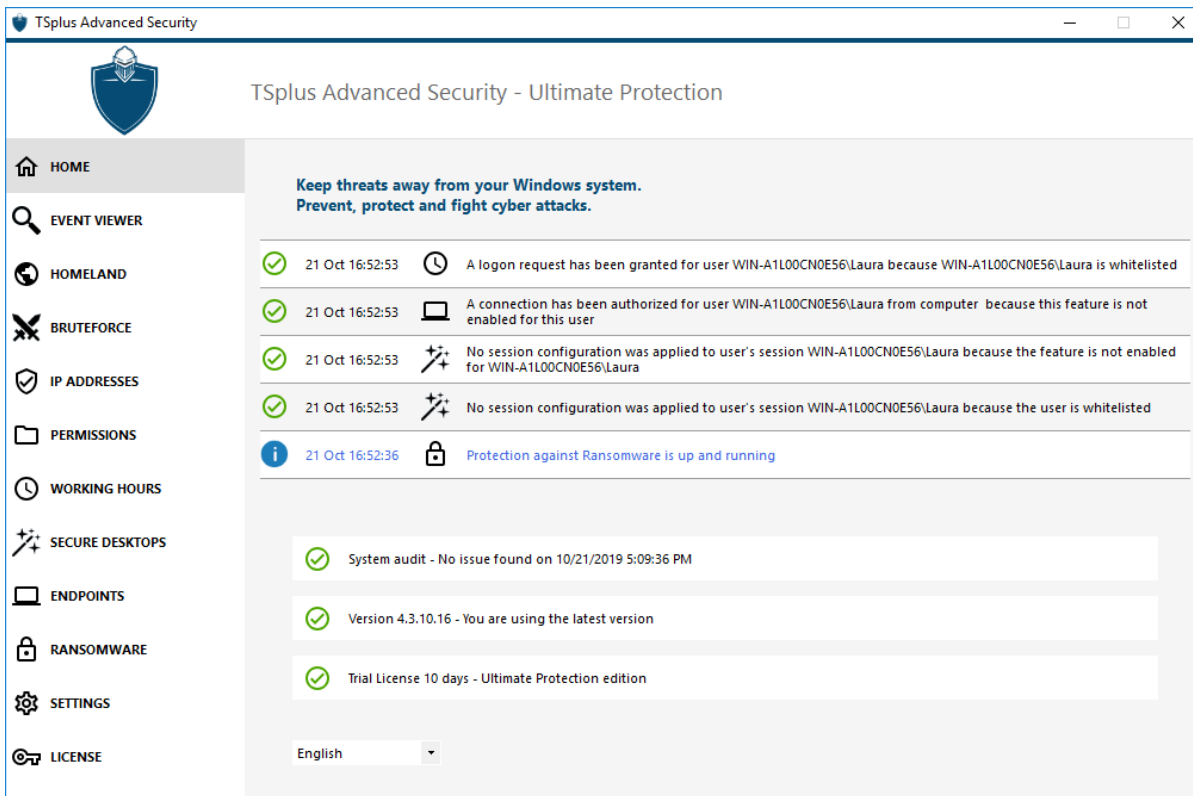 TSplus Advanced Security
TSplus Advanced Security - Ultimate Protection
HOME
EVENT VIEWER
HOMELAND
BRUTEFORCE
IP ADDRESSES
PERMISSIONS
WORKING HOURS
SECURE DESKTOPS
ENDPOINTS
RANSOMWARE
SETTINGS
LICENSE
Keep threats away from your Windows system.
Prevent, protect and fight cyber attacks.
21 Oct 16:52:53 A logon request has been granted for user WIN-A1L00CN0E56\Laura because WIN-A1L00CN0E56\Laura is whitelisted
21 Oct 16:52:53 A connection has been authorized for user WIN-A1L00CN0E56\Laura from computer  because this feature is not
enabled for this user
21 Oct 16:52:53 No session configuration was applied to user's session WIN-A1L00CN0E56\Laura because the feature is not enabled
for WIN-A1L00CN0E56\Laura
21 Oct 16:52:53 No session configuration was applied to user's session WIN-A1L00CN0E56\Laura because the user is whitelisted
21 Oct 16:52:36 Protection against Ransomware is up and running
System audit - No issue found on 10/21/2019 5:09:36 PM
Version 4.3.10.16 - You are using the latest version
Trial License 10 days - Ultimate Protection edition
English